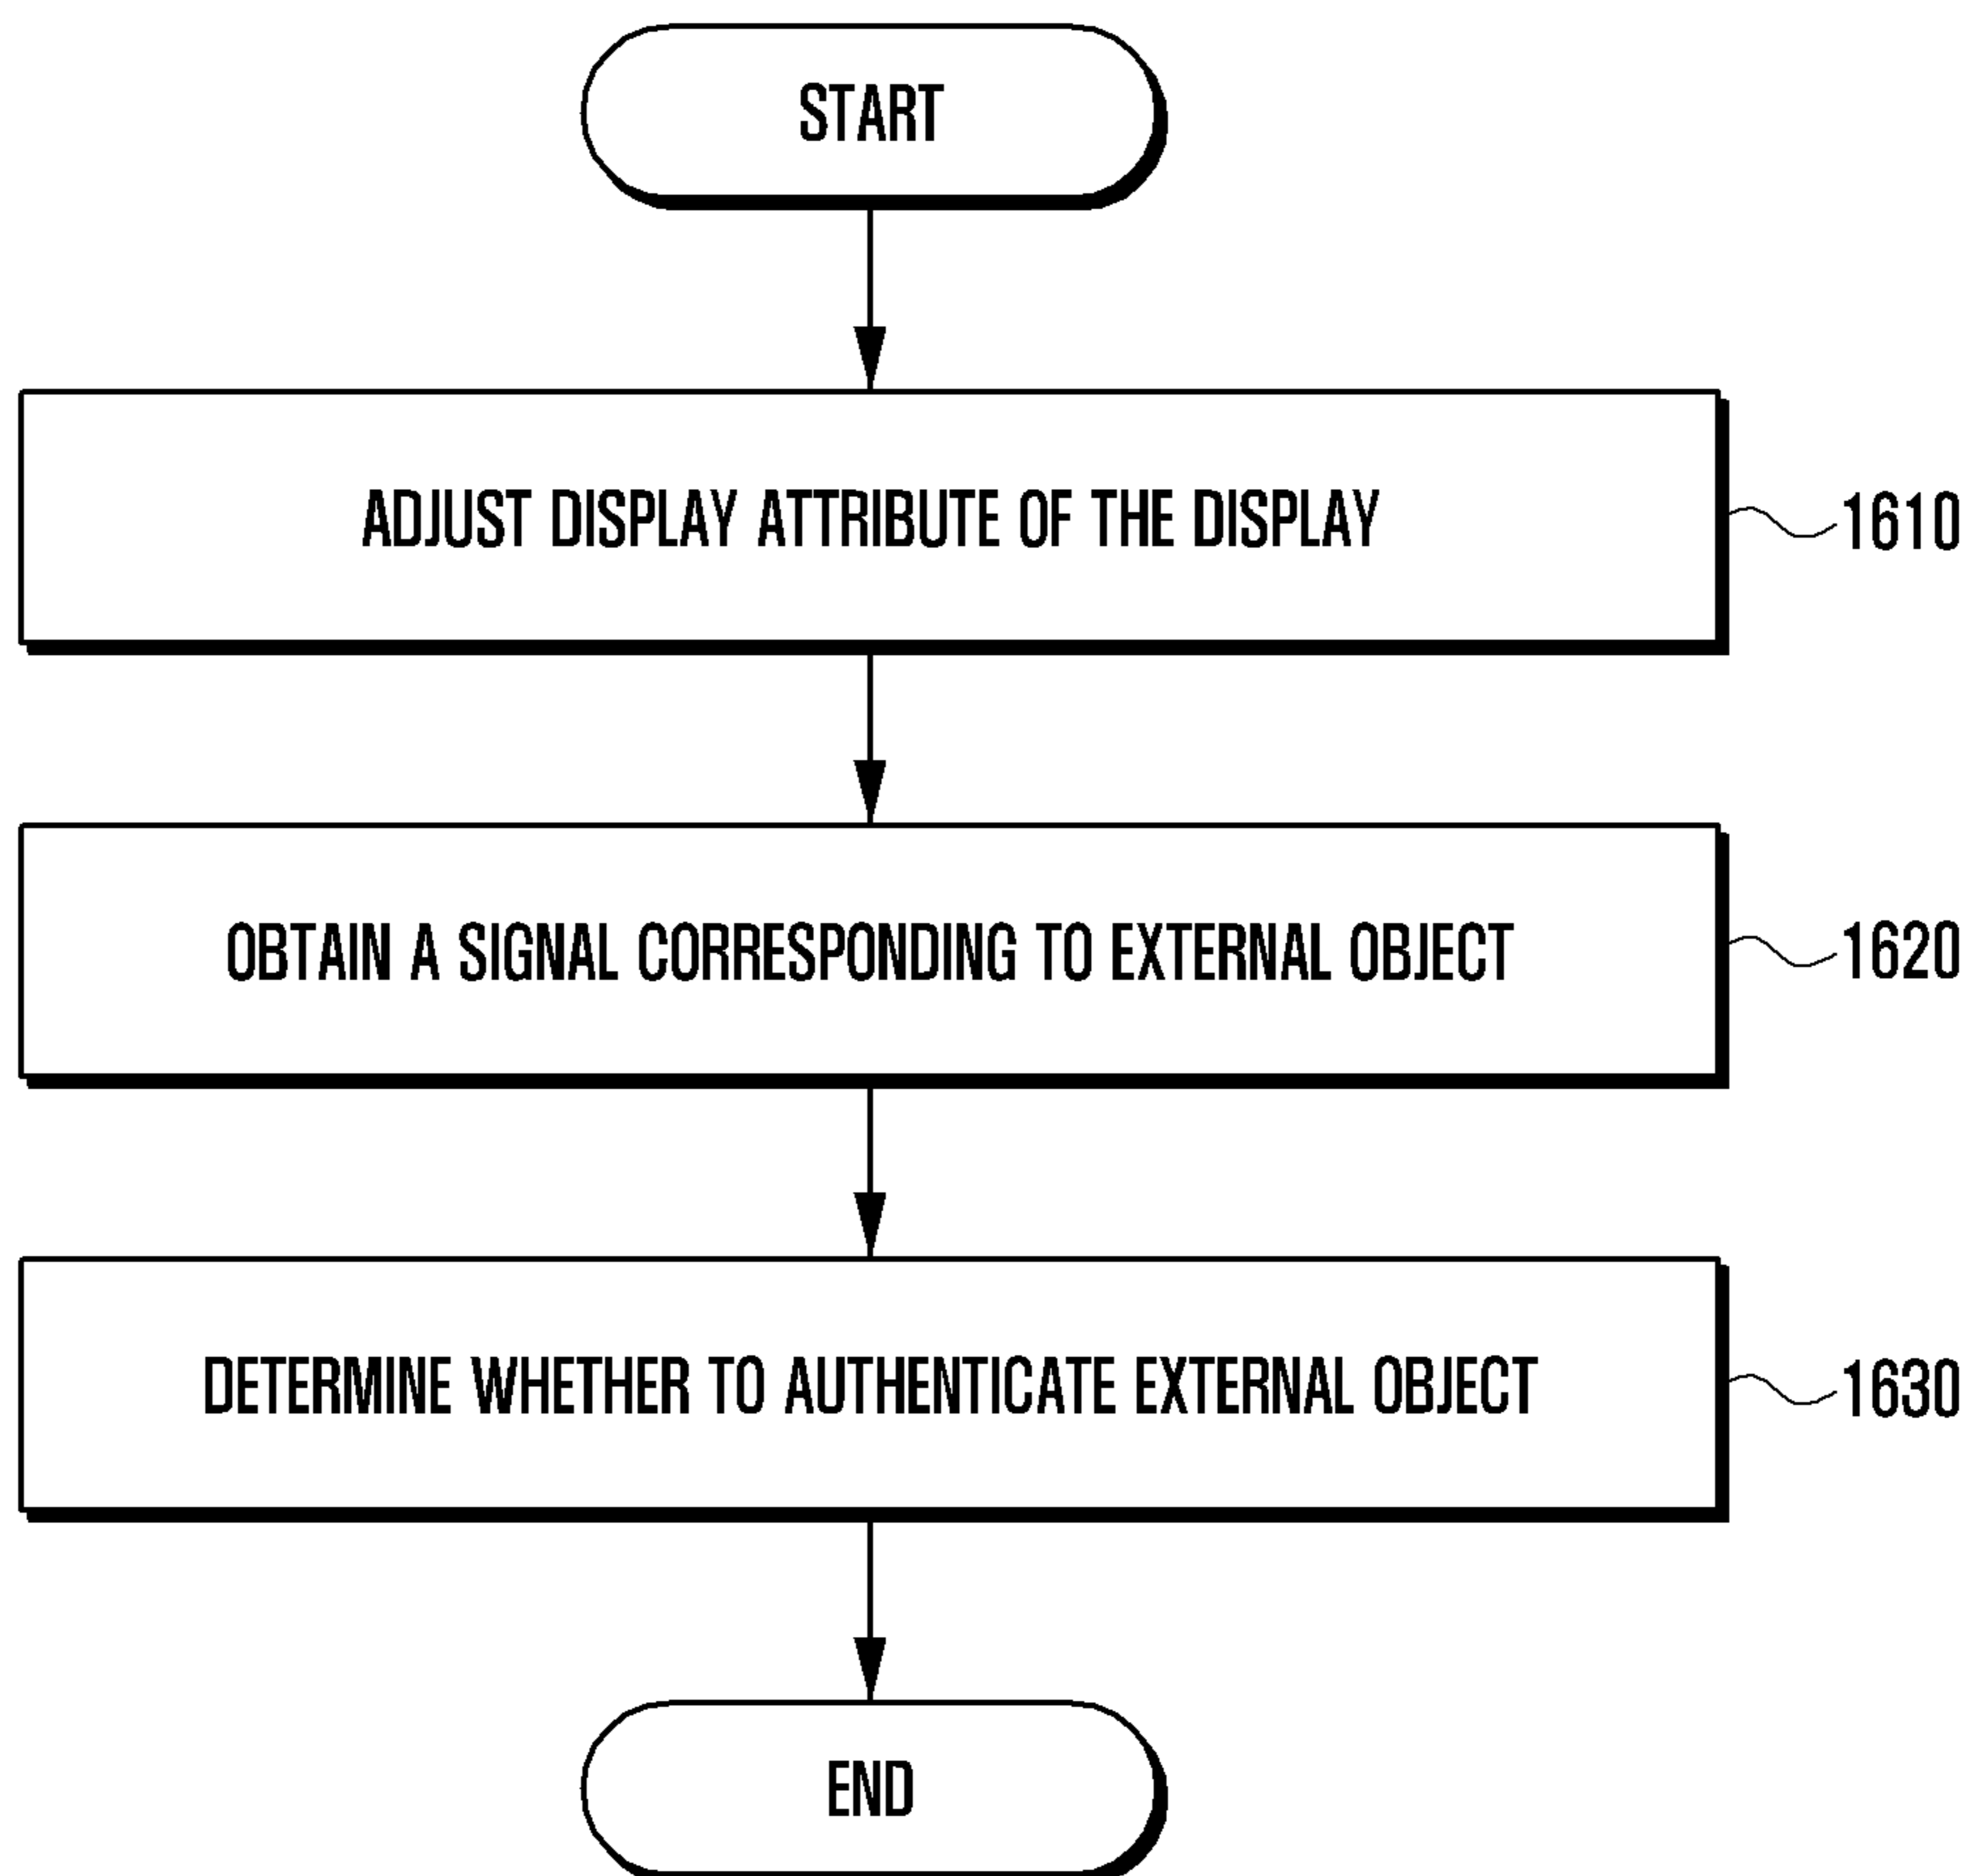 START
ADJUST DISPLAY ATTRIBUTE OF THE DISPLAY
1610
OBTAIN A SIGNAL CORRESPONDING TO EXTERNAL OBJECT
1620
DETERMINE WHETHER TO AUTHENTICATE EXTERNAL OBJECT
1630
END